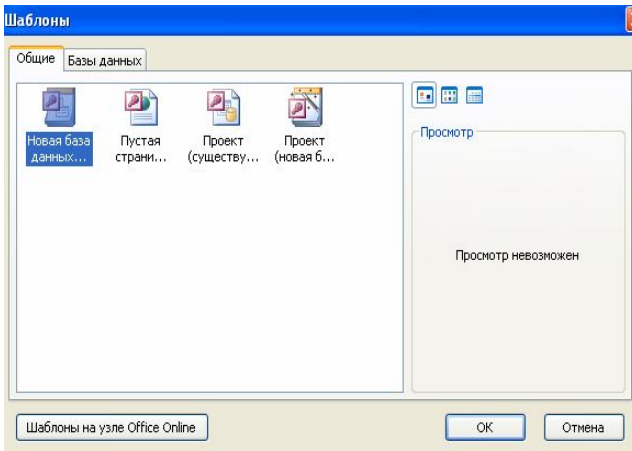 Шаблоны
Общие
Базы данных
Новая база
данных...
Пустая
страни...
Проект
(существу...
Проект
(новая б...
Просмотр
Просмотр невозможен
Шаблоны на узле Office Online
ОК
Отмена